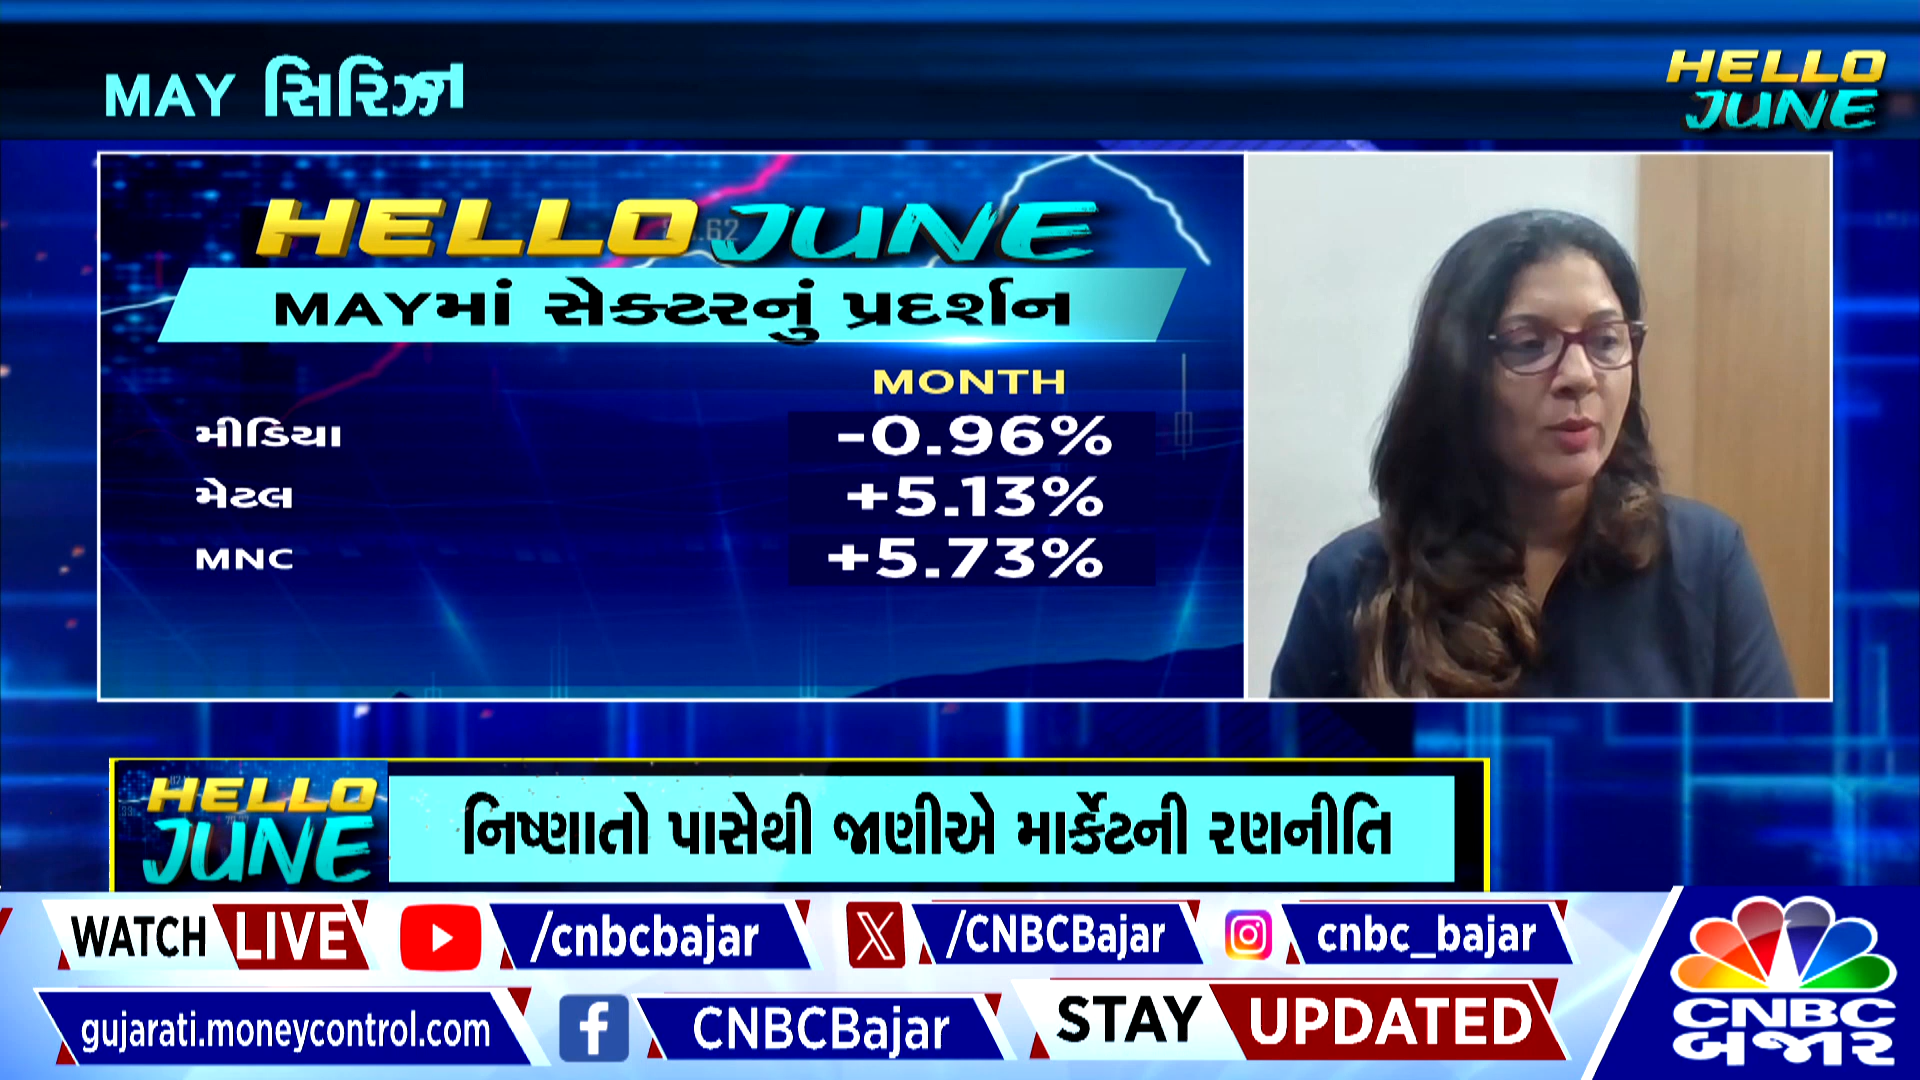 MAY સિરિઝ
HELLO
JUNE
HELLO JUNE
MAYમાં સેક્ટરનું પ્રદર્શન
MONTH
મીડિયા -0.96%
મેટલ +5.13%
MNC +5.73%
HELLO
JUNE
નિષ્ણાતો પાસેથી જાણીએ માર્કેટની રણનીતિ
WATCH LIVE /cnbcbajar /CNBCBajar cnbc_bajar
gujarati.moneycontrol.com CNBCBajar STAY UPDATED
CNBC
બજાર